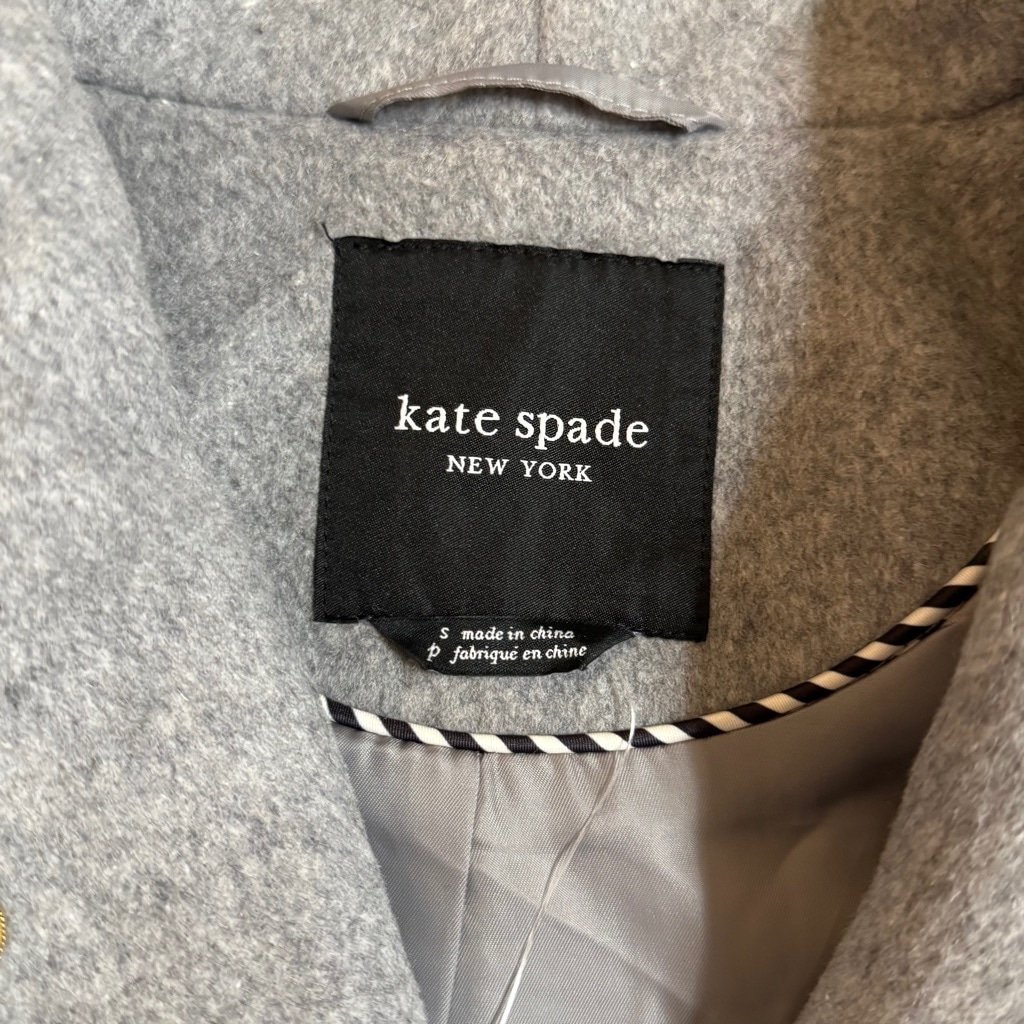 kate spade
NEW YORK
S made in china
P fabriqué en chine